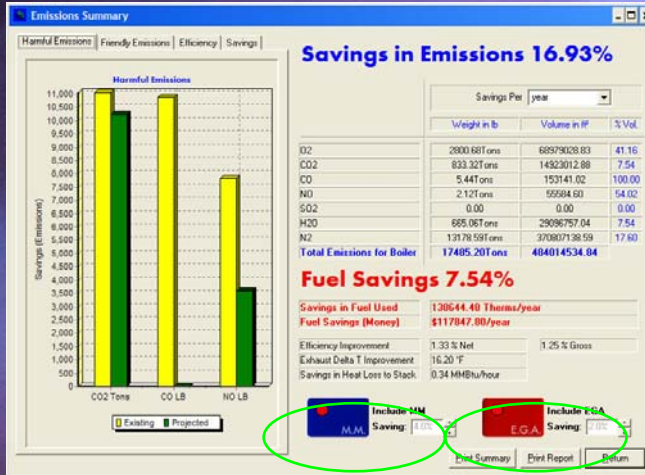 Emissions Summary
Harmful Emissions Friendly Emissions Efficiency Savings
Harmful Emissions
11,000
10,500
10,000
9,500
9,000
8,500
8,000
7,500
7,000
6,500
6,000
5,500
5,000
4,500
4,000
3,500
3,000
2,500
2,000
1,500
1,000
500
0
Savings (Emissions)
CO2 Tons CO LB NO LB
Existing Projected
Savings in Emissions 16.93%
Savings Per year
Weight in lb Volume in ft³ % Vol.
O2 2800.68Tons 68979028.83 41.16
CO2 833.32Tons 14923012.88 7.54
CO 5.44Tons 153141.02 100.00
NO 2.12Tons 55584.60 54.02
SO2 0.00 0.00 0.00
H2O 665.06Tons 29096757.04 7.54
N2 13178.59Tons 370807138.59 17.60
Total Emissions for Boiler 17485.20Tons 484014534.84
Fuel Savings 7.54%
Savings in Fuel Used 138644.48 Therms/year
Fuel Savings (Money) $117847.80/year
Efficiency Improvement 1.33 % Net 1.25 % Gross
Exhaust Delta T Improvement 16.20 °F
Savings in Heat Loss to Stack 0.34 MMBtu/hour
M.M. Include MM
Saving: 4.0%
E.G.A. Include EGA
Saving: 2.0%
Print Summary Print Report Return